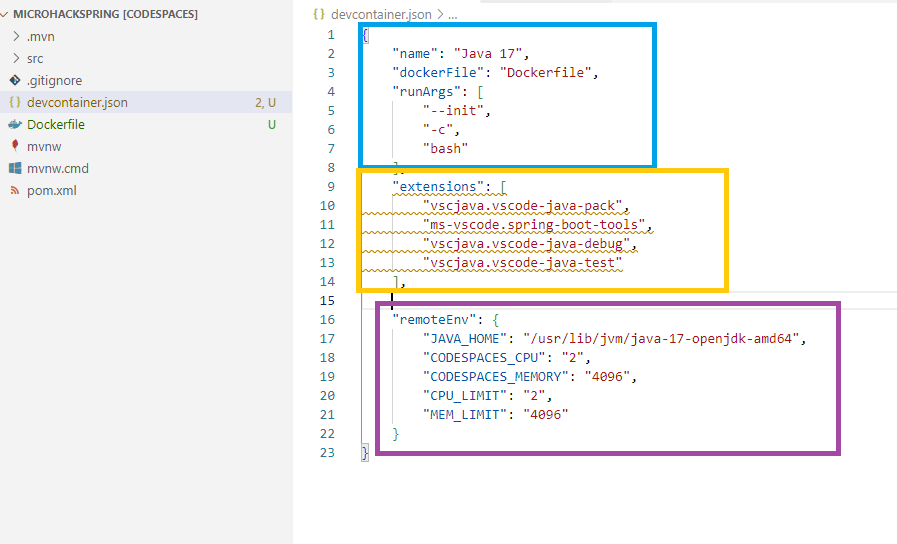 MICROHACKSPRING [CODESPACES]
.mvn
src
.gitignore
devcontainer.json 2, U
Dockerfile U
mvnw
mvnw.cmd
pom.xml
{} devcontainer.json > ...
1 {
2 "name": "Java 17",
3 "dockerFile": "Dockerfile",
4 "runArgs": [
5 "--init",
6 "-c",
7 "bash"
8 ],
9 "extensions": [
10 "vscjava.vscode-java-pack",
11 "ms-vscode.spring-boot-tools",
12 "vscjava.vscode-java-debug",
13 "vscjava.vscode-java-test"
14 ],
15
16 "remoteEnv": {
17 "JAVA_HOME": "/usr/lib/jvm/java-17-openjdk-amd64",
18 "CODESPACES_CPU": "2",
19 "CODESPACES_MEMORY": "4096",
20 "CPU_LIMIT": "2",
21 "MEM_LIMIT": "4096"
22 }
23 }